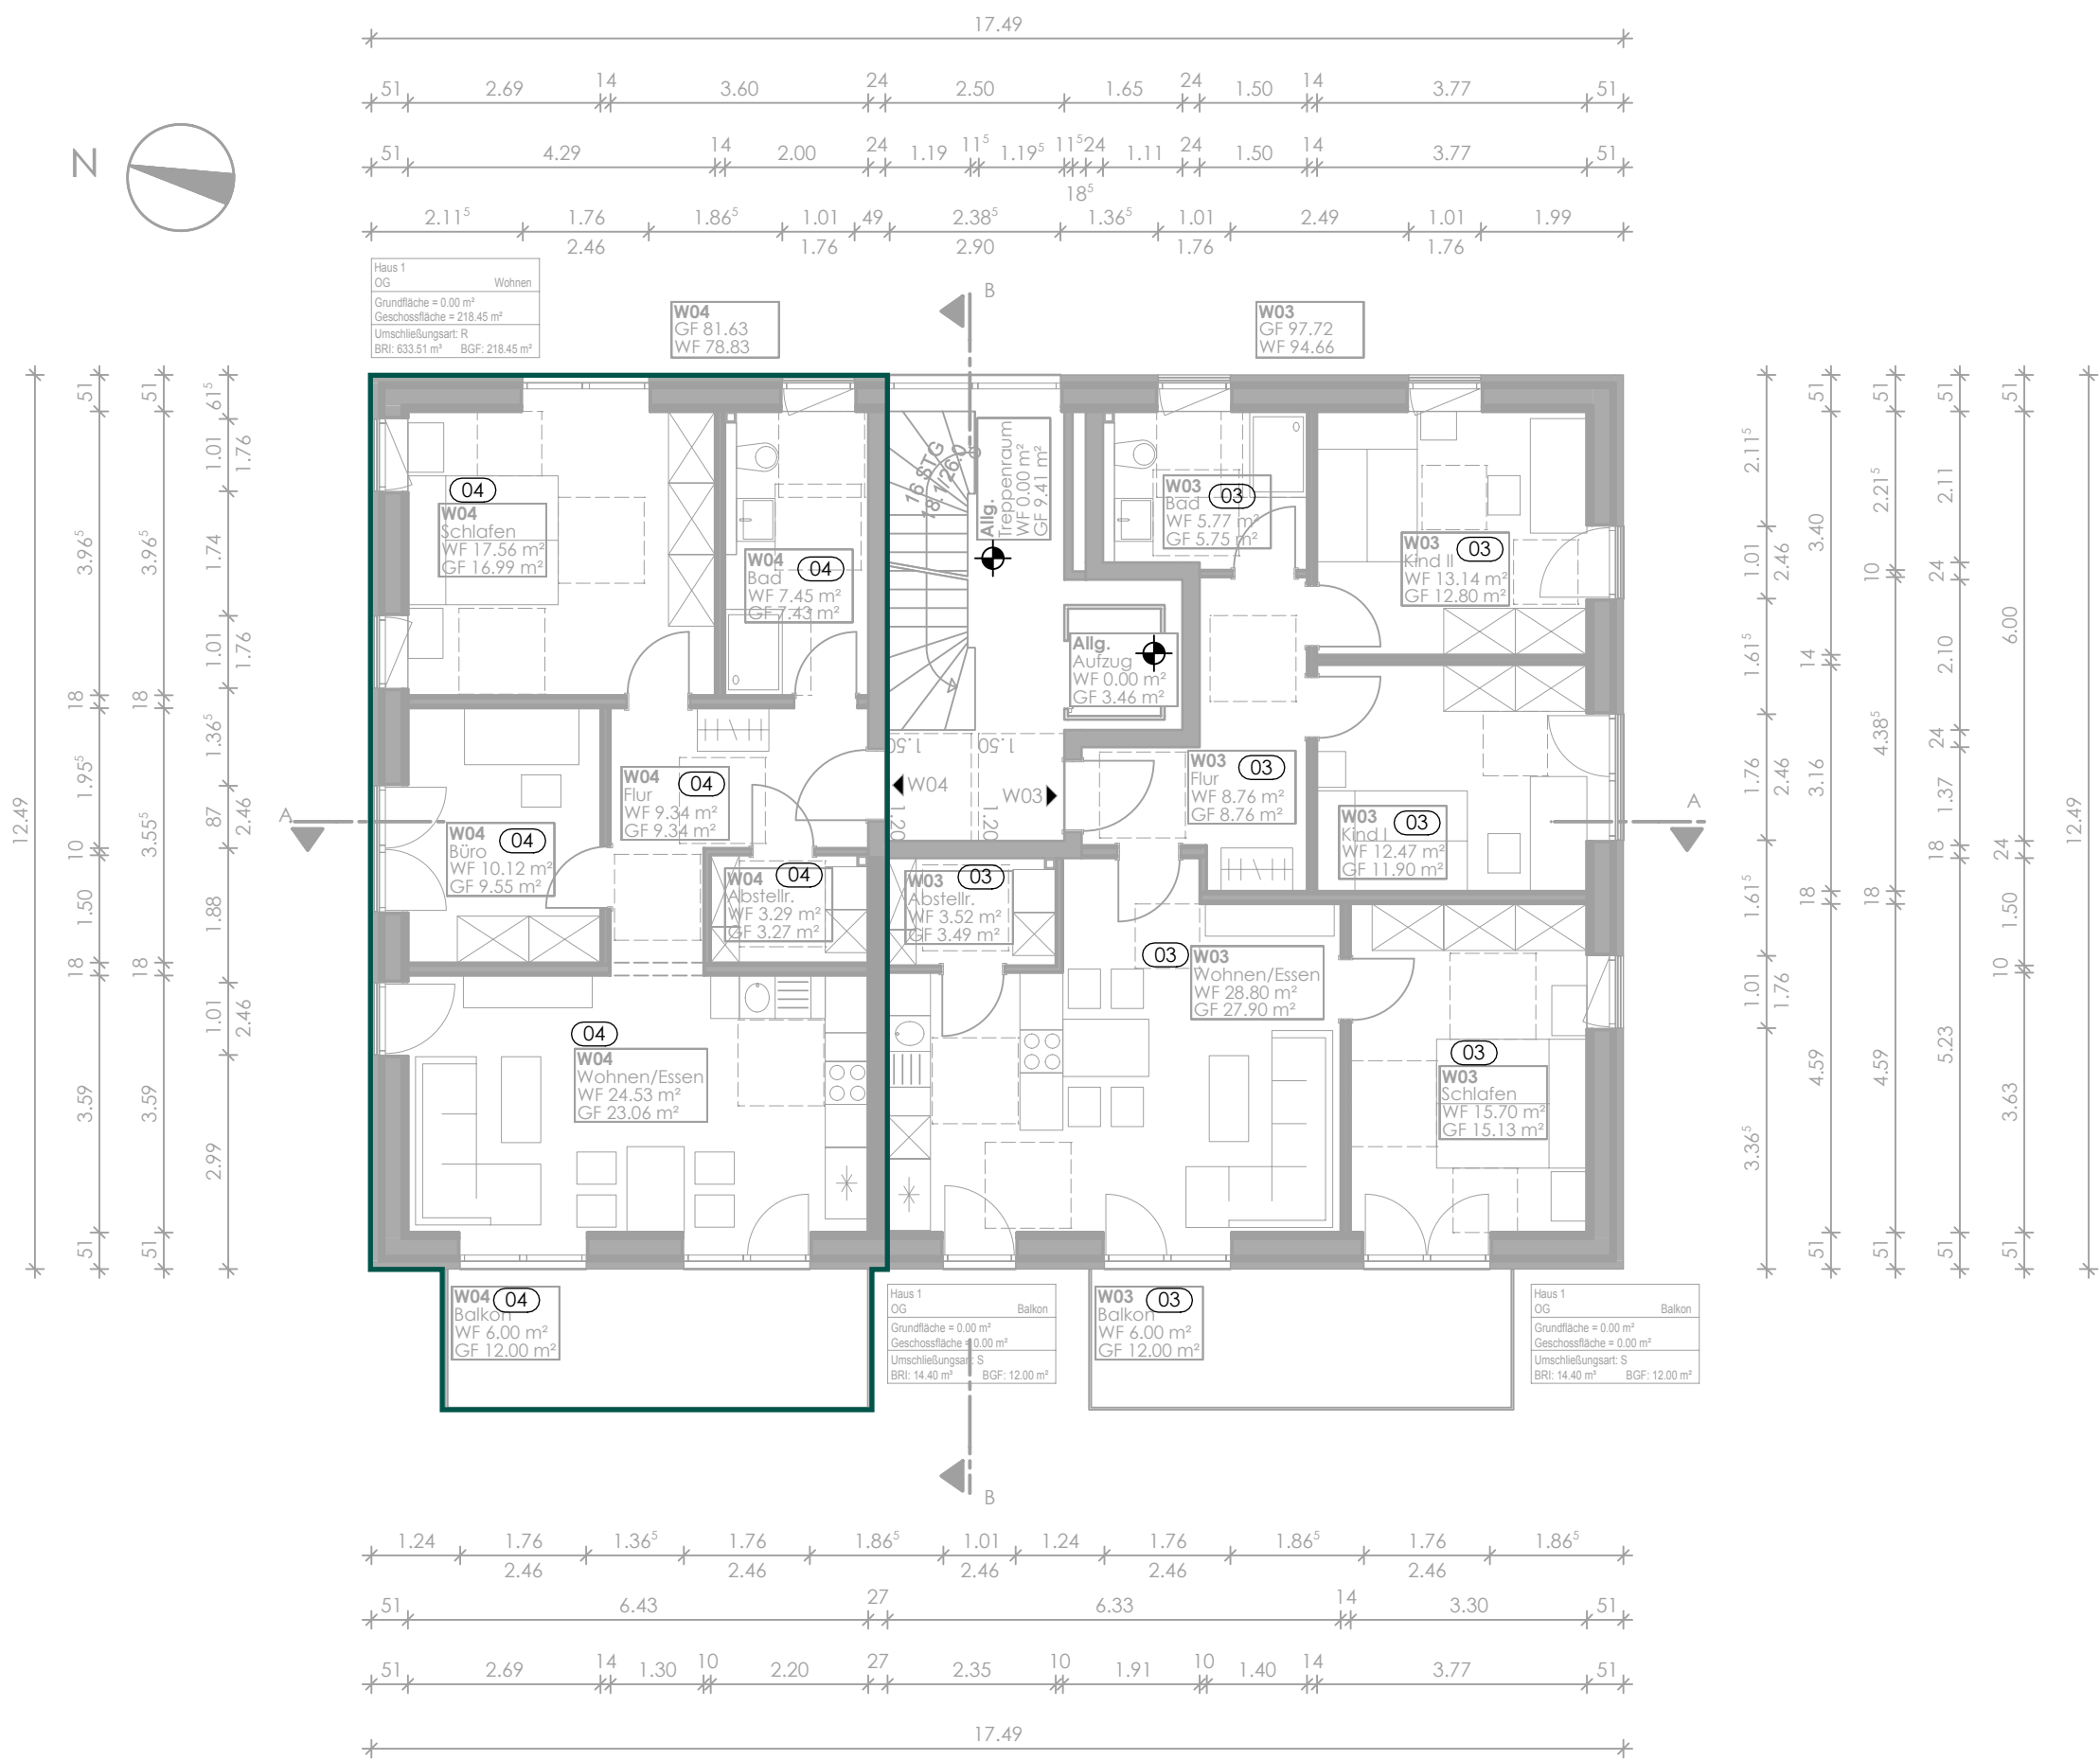 17.49
51 2.69 14 3.60 24 2.50 1.65 24 1.50 14 3.77 51
51 4.29 14 2.00 24 1.19 11⁵ 1.19⁵ 11⁵ 24 1.11 24 1.50 14 3.77 51
18⁵
N
2.11⁵ 1.76 1.86⁵ 1.01 49 2.38⁵ 1.36⁵ 1.01 2.49 1.01 1.99
2.46 1.76 2.90 1.76 1.76
Haus 1
OG Wohnen
Grundfläche = 0.00 m²
Geschossfläche = 218.45 m²
Umschließungsart: R
BRI: 633.51 m³ BGF: 218.45 m²
W04
GF 81.63
WF 78.83
B
W03
GF 97.72
WF 94.66
12.49
51 3.96⁵ 18 1.95⁵ 10 1.50 18 3.59 51
51 3.96⁵ 18 3.55⁵ 18 3.59 51
61⁵ 1.01 1.74 1.01 1.36⁵ 87 1.88 1.01 2.99
1.76 1.76 2.46 2.46
04
W04
Schlafen
WF 17.56 m²
GF 16.99 m²
04
W04
Bad
WF 7.45 m²
GF 7.43 m²
16 STG
18.1/26.0
Allg.
Treppenraum
WF 0.00 m²
GF 9.41 m²
03
W03
Bad
WF 5.77 m²
GF 5.75 m²
03
W03
Kind II
WF 13.14 m²
GF 12.80 m²
Allg.
Aufzug
WF 0.00 m²
GF 3.46 m²
04
W04
Flur
WF 9.34 m²
GF 9.34 m²
1.50 1.50
W04
W03
1.20 1.20
03
W03
Flur
WF 8.76 m²
GF 8.76 m²
A
A
04
W04
Büro
WF 10.12 m²
GF 9.55 m²
03
W03
Kind I
WF 12.47 m²
GF 11.90 m²
04
W04
Abstellr.
WF 3.29 m²
GF 3.27 m²
03
W03
Abstellr.
WF 3.52 m²
GF 3.49 m²
03
W03
Wohnen/Essen
WF 28.80 m²
GF 27.90 m²
04
W04
Wohnen/Essen
WF 24.53 m²
GF 23.06 m²
03
W03
Schlafen
WF 15.70 m²
GF 15.13 m²
2.11⁵ 1.01 1.61⁵ 1.76 1.61⁵ 1.01 3.36⁵
2.46 2.46 1.76
51 3.40 14 3.16 18 4.59 51
51 2.21⁵ 10 4.38⁵ 18 4.59 51
51 2.11 24 2.10 24 1.37 18 5.23 51
51 6.00 24 1.50 10 3.63 51
12.49
04
W04
Balkon
WF 6.00 m²
GF 12.00 m²
Haus 1
OG Balkon
Grundfläche = 0.00 m²
Geschossfläche = 0.00 m²
Umschließungsart: S
BRI: 14.40 m³ BGF: 12.00 m²
03
W03
Balkon
WF 6.00 m²
GF 12.00 m²
Haus 1
OG Balkon
Grundfläche = 0.00 m²
Geschossfläche = 0.00 m²
Umschließungsart: S
BRI: 14.40 m³ BGF: 12.00 m²
B
1.24 1.76 1.36⁵ 1.76 1.86⁵ 1.01 1.24 1.76 1.86⁵ 1.76 1.86⁵
2.46 2.46 2.46 2.46 2.46
51 6.43 27 6.33 14 3.30 51
51 2.69 14 1.30 10 2.20 27 2.35 10 1.91 10 1.40 14 3.77 51
17.49